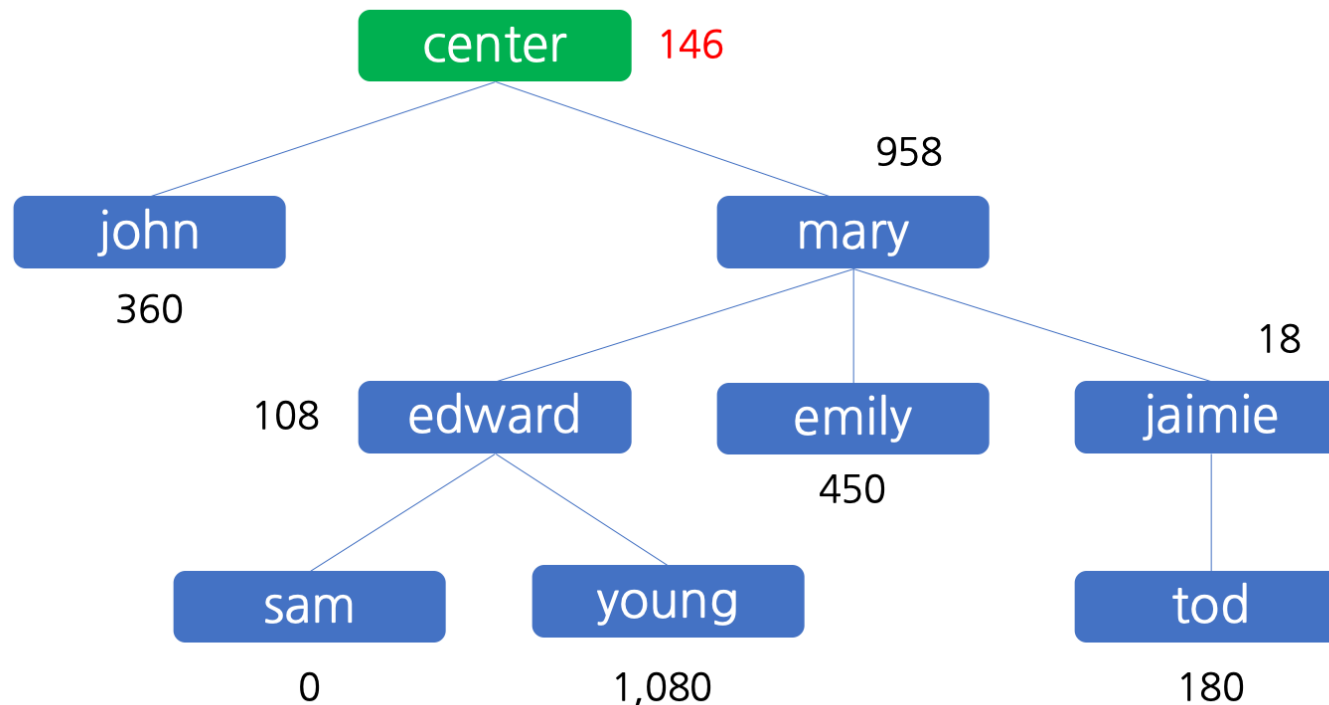 center 146
958
john mary
360
18
108 edward emily jaimie
450
sam young tod
0 1,080 180